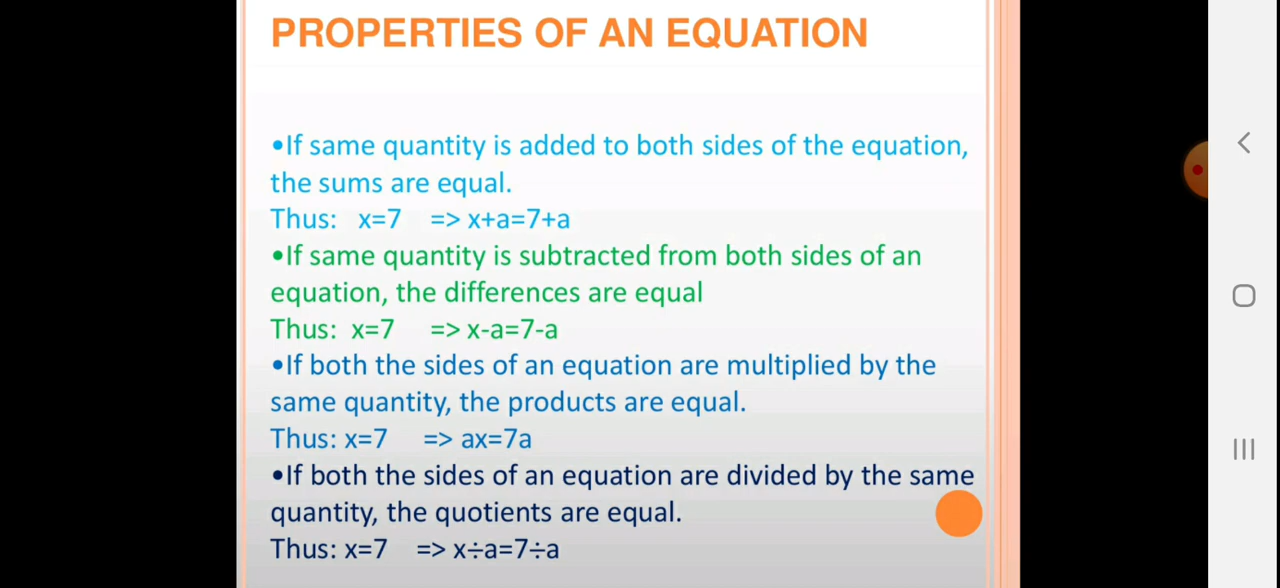 PROPERTIES OF AN EQUATION
•If same quantity is added to both sides of the equation,
the sums are equal.
Thus: x=7 => x+a=7+a
•If same quantity is subtracted from both sides of an
equation, the differences are equal
Thus: x=7 => x-a=7-a
•If both the sides of an equation are multiplied by the
same quantity, the products are equal.
Thus: x=7 => ax=7a
•If both the sides of an equation are divided by the same
quantity, the quotients are equal.
Thus: x=7 => x÷a=7÷a